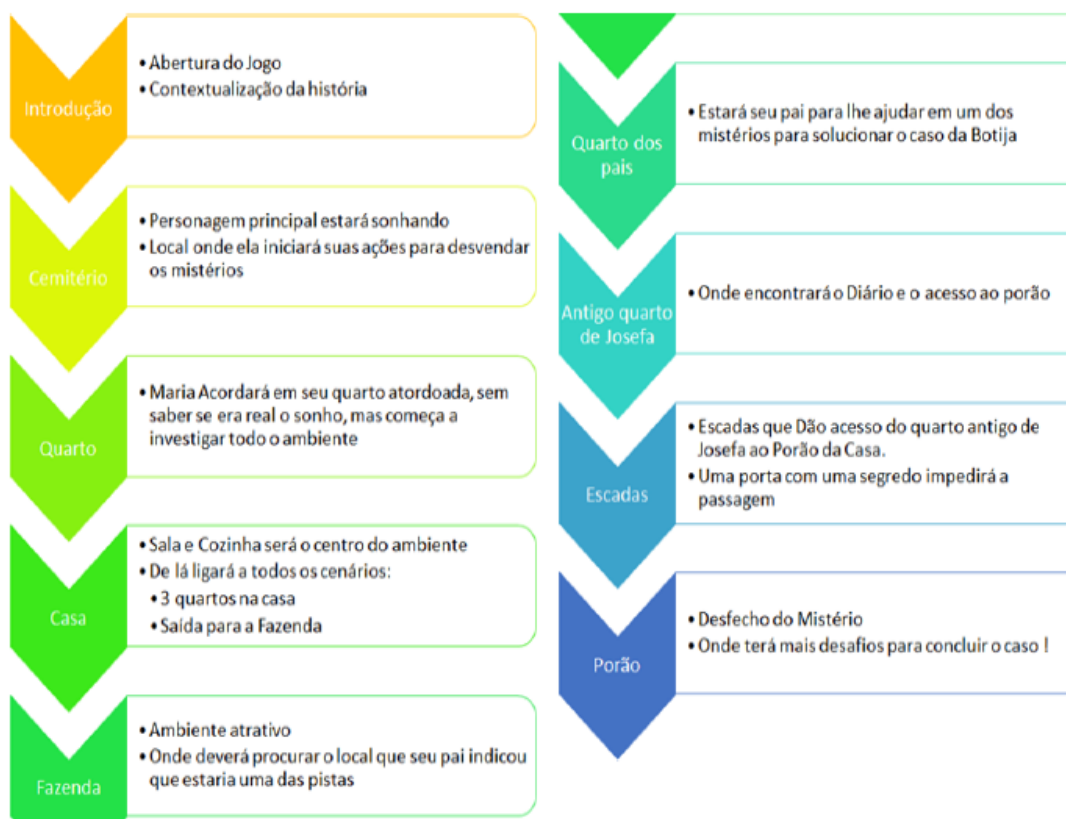 Introdução
• Abertura do Jogo
• Contextualização da história
Cemitério
• Personagem principal estará sonhando
• Local onde ela iniciará suas ações para desvendar
os mistérios
Quarto
• Maria Acordará em seu quarto atordoada, sem
saber se era real o sonho, mas começa a
investigar todo o ambiente
Casa
• Sala e Cozinha será o centro do ambiente
• De lá ligará a todos os cenários:
• 3 quartos na casa
• Saída para a Fazenda
Fazenda
• Ambiente atrativo
• Onde deverá procurar o local que seu pai indicou
que estaria uma das pistas
Quarto dos
pais
• Estará seu pai para lhe ajudar em um dos
mistérios para solucionar o caso da Botija
Antigo quarto
de Josefa
• Onde encontrará o Diário e o acesso ao porão
Escadas
• Escadas que Dão acesso do quarto antigo de
Josefa ao Porão da Casa.
• Uma porta com uma segredo impedirá a
passagem
Porão
• Desfecho do Mistério
• Onde terá mais desafios para concluir o caso !